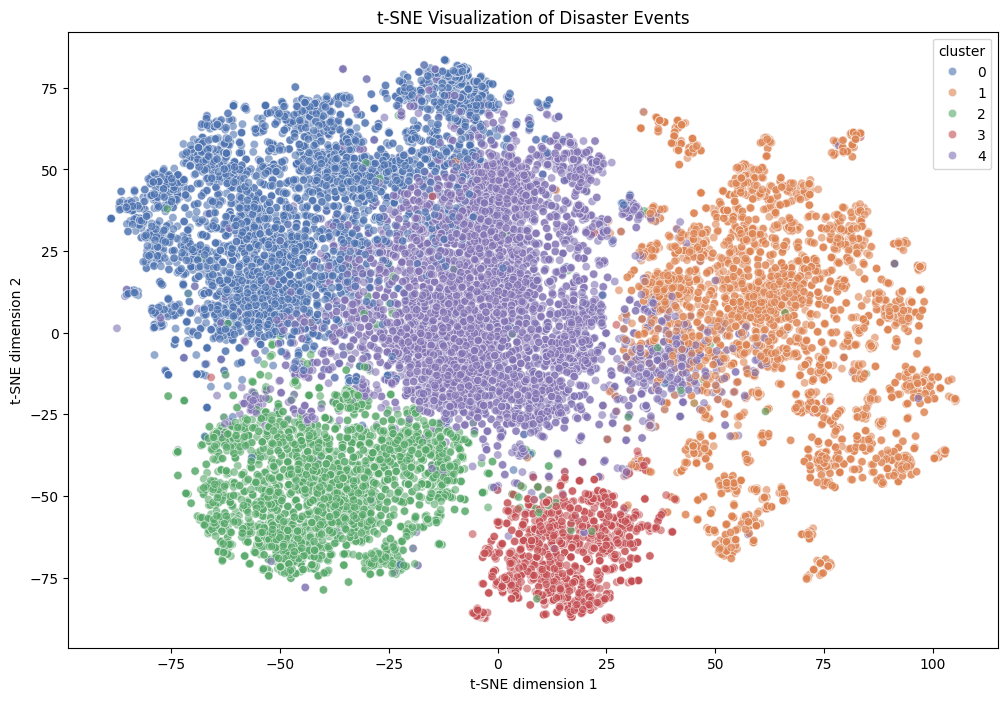 t-SNE Visualization of Disaster Events
cluster
0
1
2
3
4
75
50
25
0
−25
−50
−75
t-SNE dimension 2
−75 −50 −25 0 25 50 75 100
t-SNE dimension 1